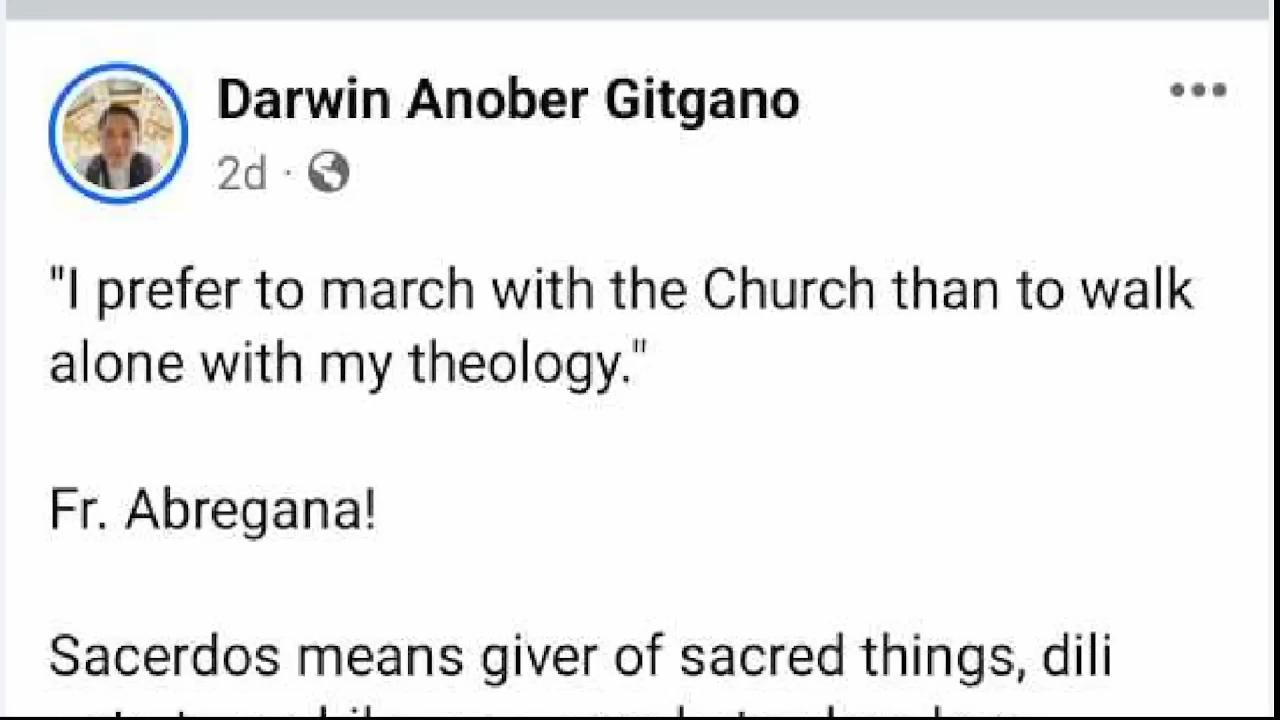 Darwin Anober Gitgano
2d ·
"I prefer to march with the Church than to walk
alone with my theology."
Fr. Abregana!
Sacerdos means giver of sacred things, dili